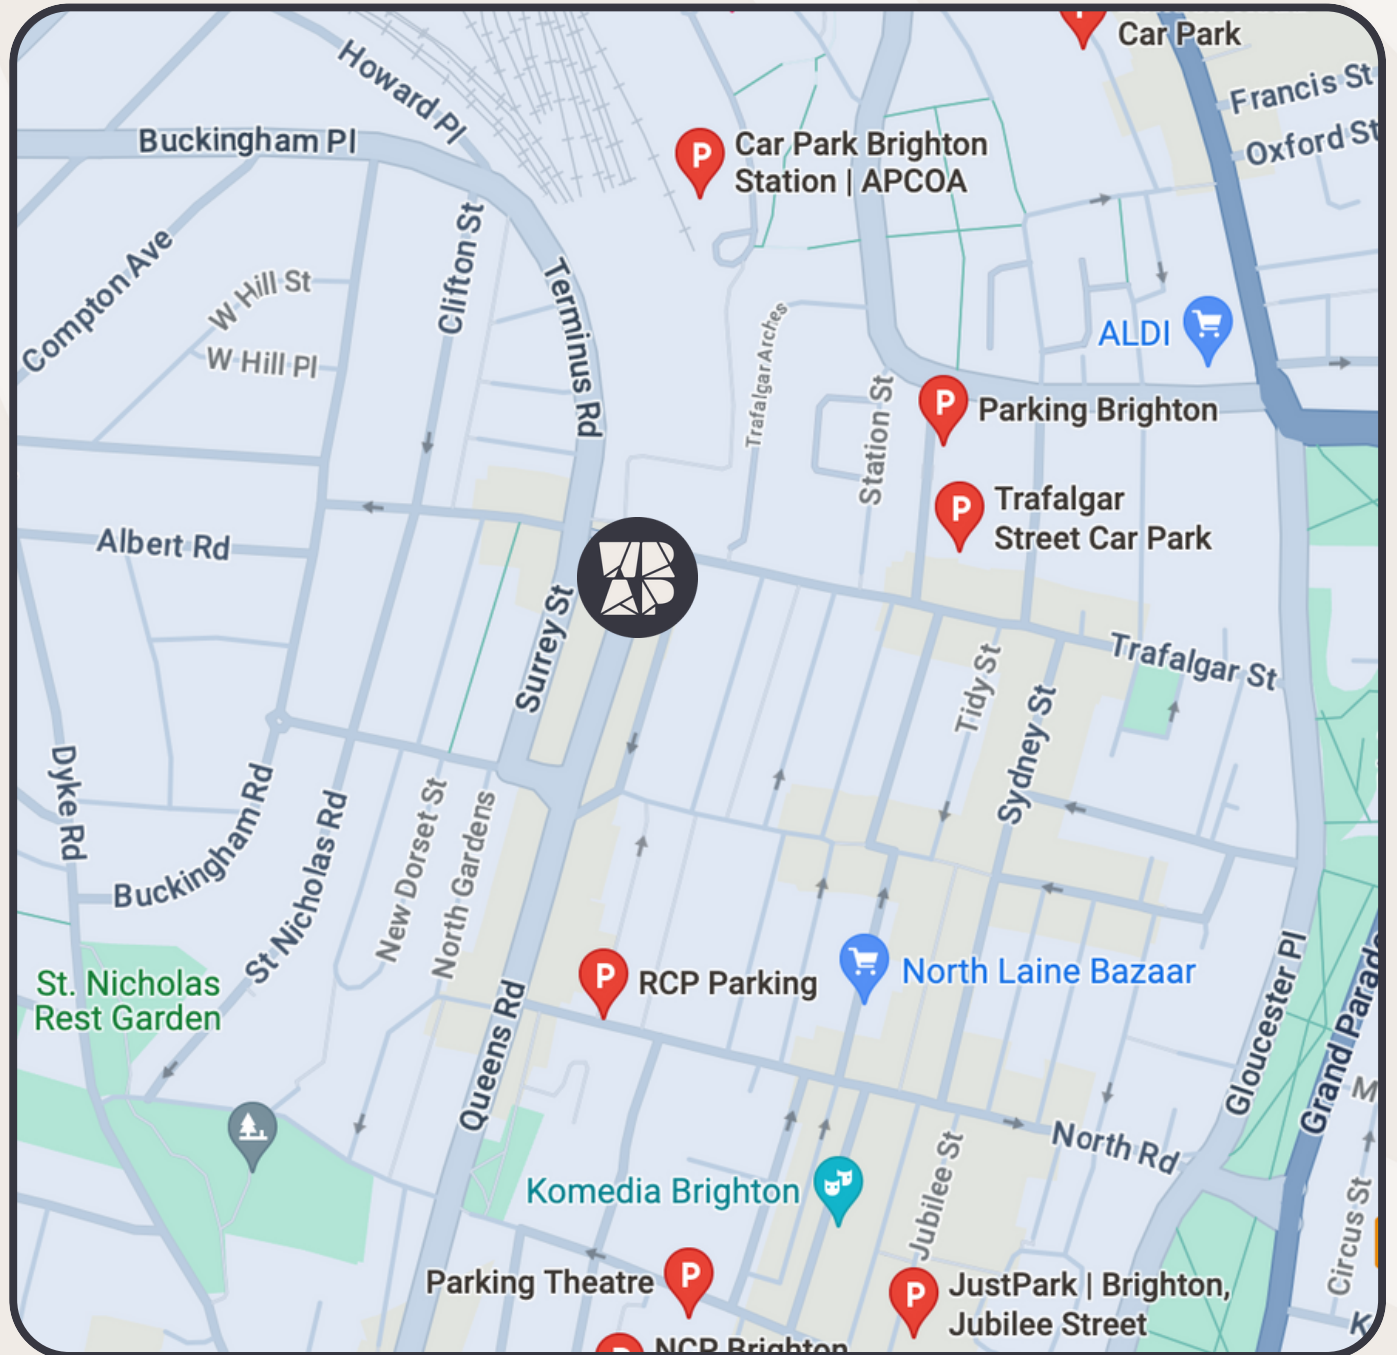 Car Park
Francis St
Oxford St
Howard Pl
Buckingham Pl
P
Car Park Brighton
Station | APCOA
Compton Ave
W Hill St
W Hill Pl
Clifton St
Terminus Rd
Trafalgar Arches
Station St
ALDI
P
Parking Brighton
P
Trafalgar
Street Car Park
Albert Rd
Surrey St
Trafalgar St
Tidy St
Sydney St
Dyke Rd
Buckingham Rd
St Nicholas Rd
New Dorset St
North Gardens
St. Nicholas
Rest Garden
Queens Rd
P
RCP Parking
North Laine Bazaar
Gloucester Pl
Grand Parade
North Rd
Komedia Brighton
Jubilee St
Circus St
Parking Theatre
P
P
JustPark | Brighton,
Jubilee Street
NCP Brighton